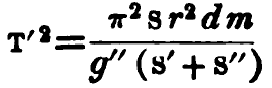 T′² = π² S r² d m / g″ (S′ + S″)